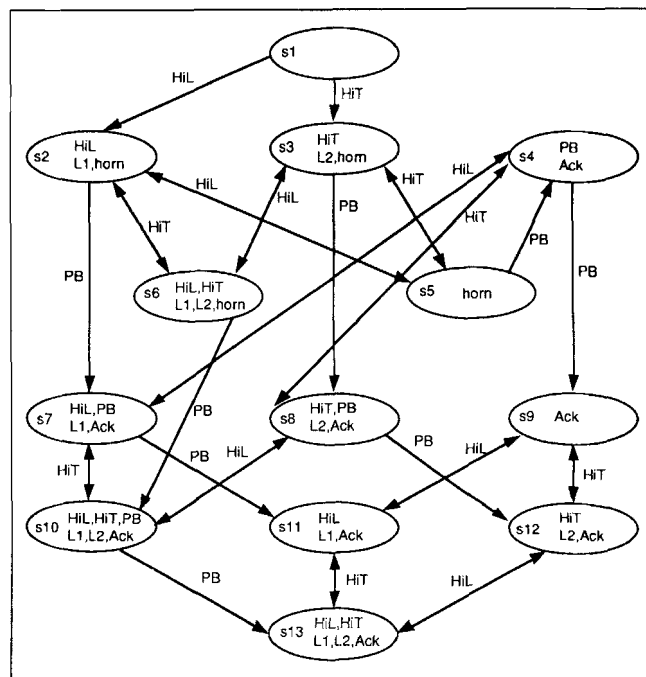 s1
HiL
HiT
s2
HiL
L1,horn
s3
HiT
L2,horn
s4
PB
Ack
HiL
HiT
HiL
HiL
HiT
PB
HiT
PB
PB
PB
s6
HiL,HiT
L1,L2,horn
s5
horn
s7
HiL,PB
L1,Ack
PB
s8
HiT,PB
L2,Ack
s9
Ack
HiT
PB
HiL
PB
HiL
HiT
s10
HiL,HiT,PB
L1,L2,Ack
s11
HiL
L1,Ack
s12
HiT
L2,Ack
PB
HiT
HiL
s13
HiL,HiT
L1,L2,Ack